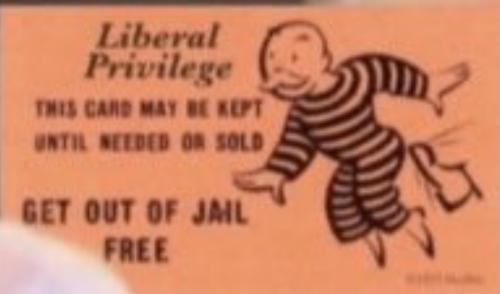 Liberal
Privilege
THIS CARD MAY BE KEPT
UNTIL NEEDED OR SOLD
GET OUT OF JAIL
FREE